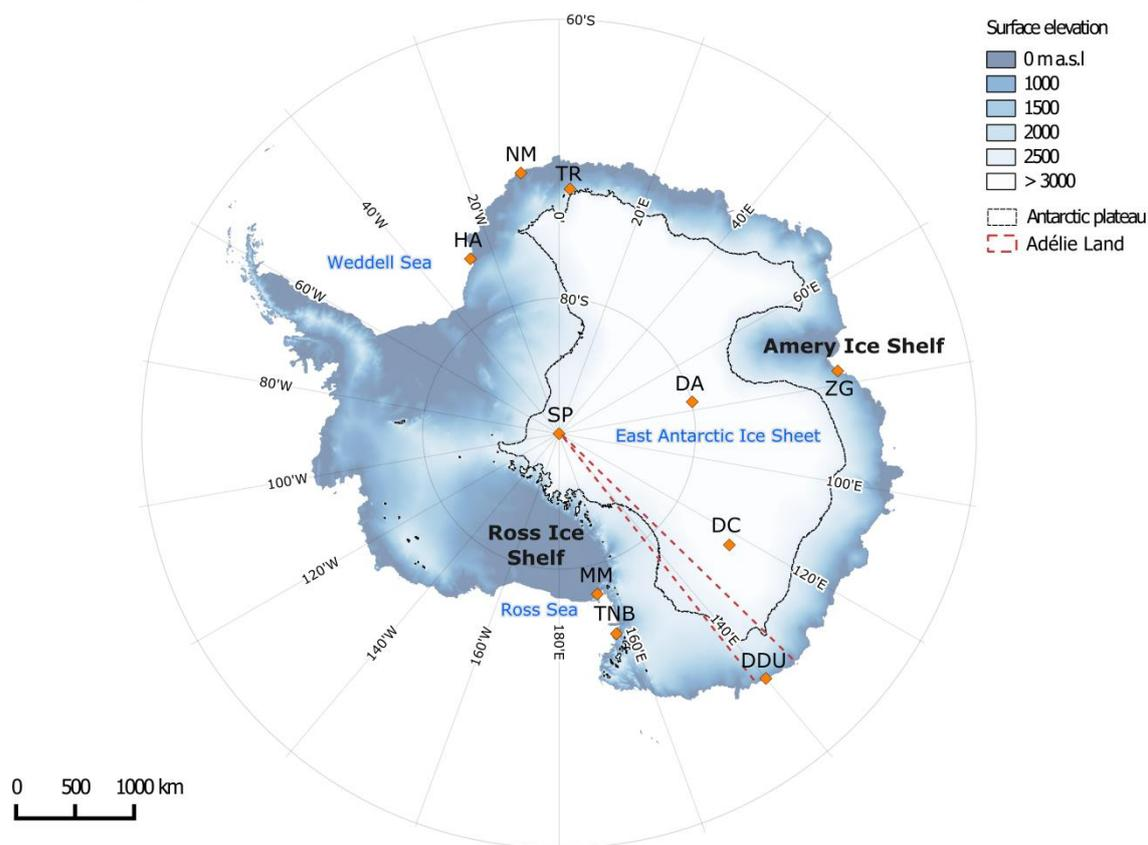 60'S
Surface elevation
0 m a.s.l
1000
1500
2000
2500
> 3000
Antarctic plateau
Adélie Land
NM
TR
20'W
0
20'E
40'W
40'E
HA
Weddell Sea
60'W
80'S
60'E
Amery Ice Shelf
80'W
DA
ZG
SP
East Antarctic Ice Sheet
100'W
100'E
DC
Ross Ice
Shelf
120'W
120'E
MM
Ross Sea
TNB
140'W
160'W
180'E
160'E
140'E
DDU
0 500 1000 km